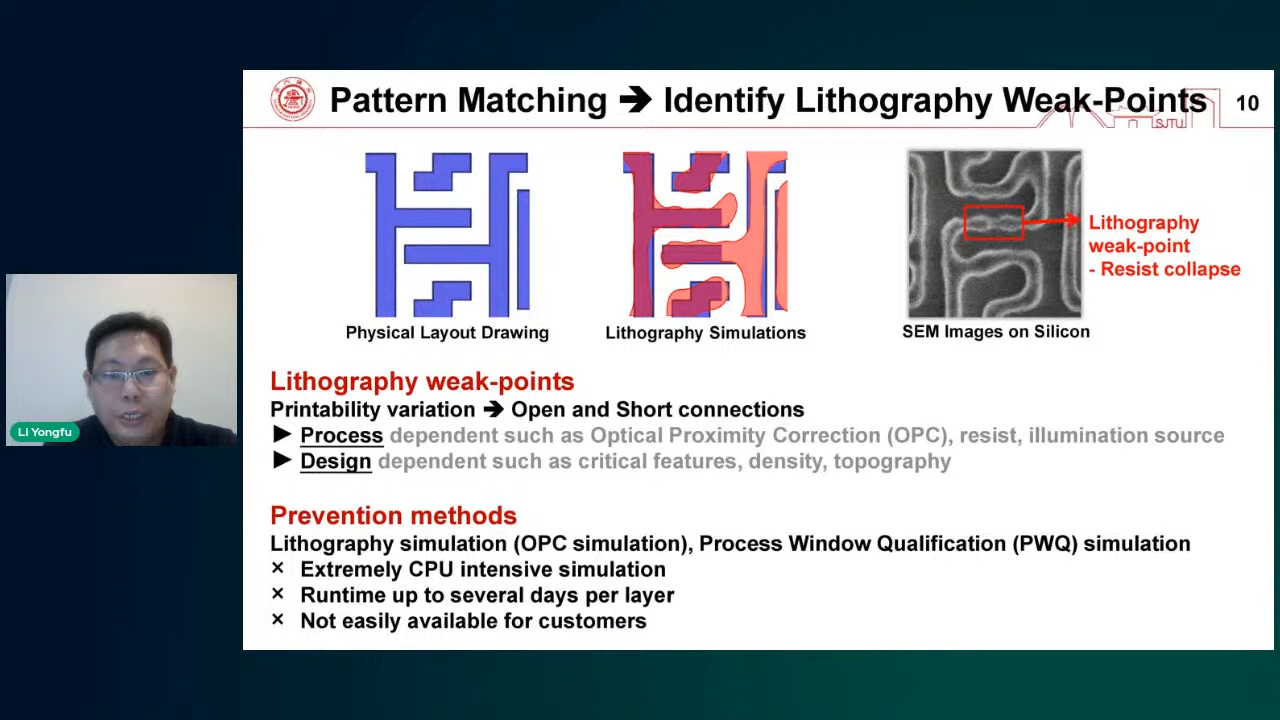 Pattern Matching ➔ Identify Lithography Weak-Points
10
SJTU
Lithography
weak-point
- Resist collapse
Physical Layout Drawing
Lithography Simulations
SEM Images on Silicon
Lithography weak-points
Printability variation ➔ Open and Short connections
► Process dependent such as Optical Proximity Correction (OPC), resist, illumination source
► Design dependent such as critical features, density, topography
Li Yongfu
Prevention methods
Lithography simulation (OPC simulation), Process Window Qualification (PWQ) simulation
× Extremely CPU intensive simulation
× Runtime up to several days per layer
× Not easily available for customers